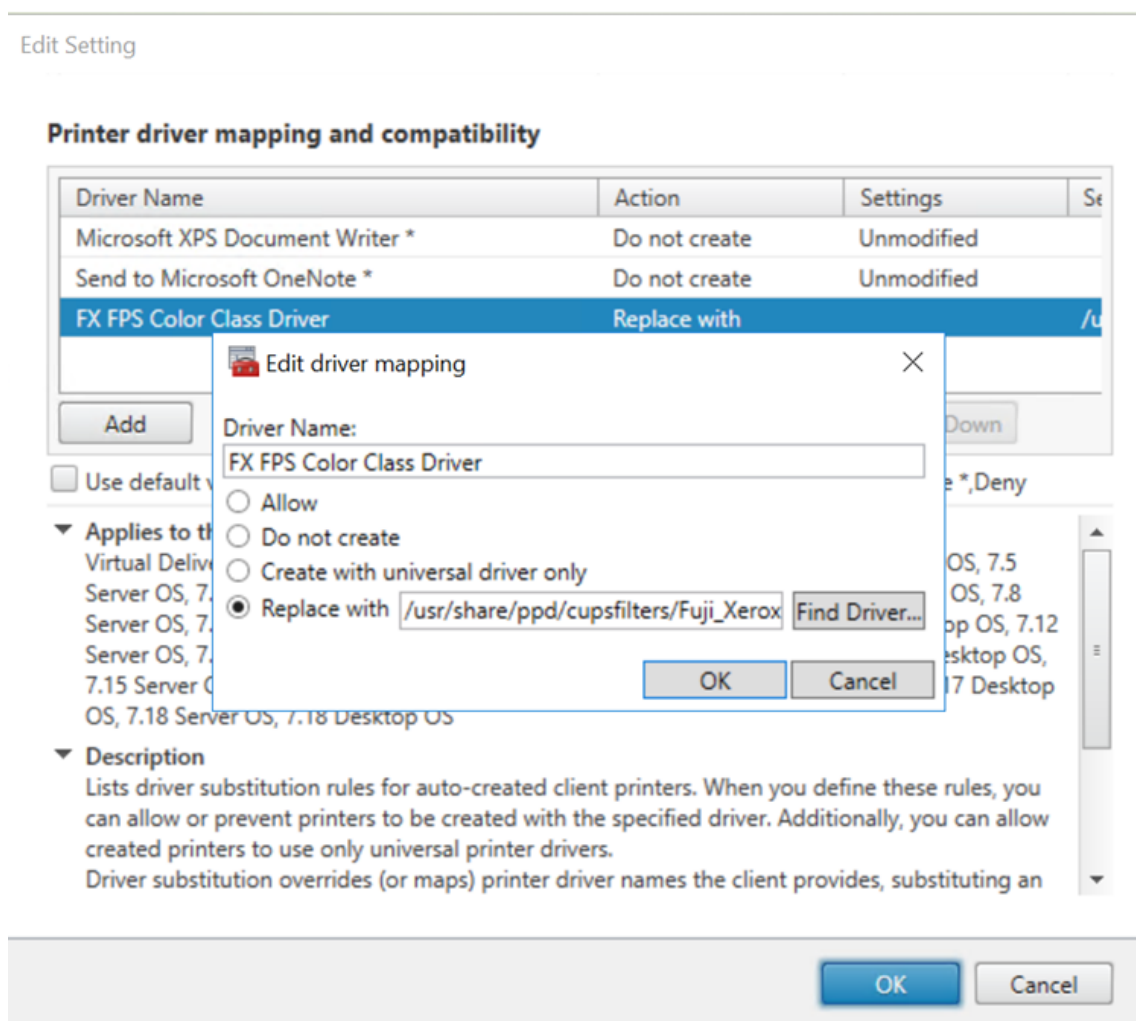 Edit Setting
Printer driver mapping and compatibility
Driver Name Action Settings
Microsoft XPS Document Writer * Do not create Unmodified
Send to Microsoft OneNote * Do not create Unmodified
FX FPS Color Class Driver Replace with
Edit driver mapping
Add Down
Driver Name:
FX FPS Color Class Driver
Use default *,Deny
Allow
Applies to
Do not create
Virtual OS, 7.5
Create with universal driver only
Server OS, OS, 7.8
Replace with /usr/share/ppd/cupsfilters/Fuji_Xerox Find Driver...
Server OS, OS, 7.12
Server OS, OS,
OK Cancel
7.15 Server 17 Desktop
OS, 7.18 Server OS, 7.18 Desktop OS
Description
Lists driver substitution rules for auto-created client printers. When you define these rules, you
can allow or prevent printers to be created with the specified driver. Additionally, you can allow
created printers to use only universal printer drivers.
Driver substitution overrides (or maps) printer driver names the client provides, substituting an
OK Cancel